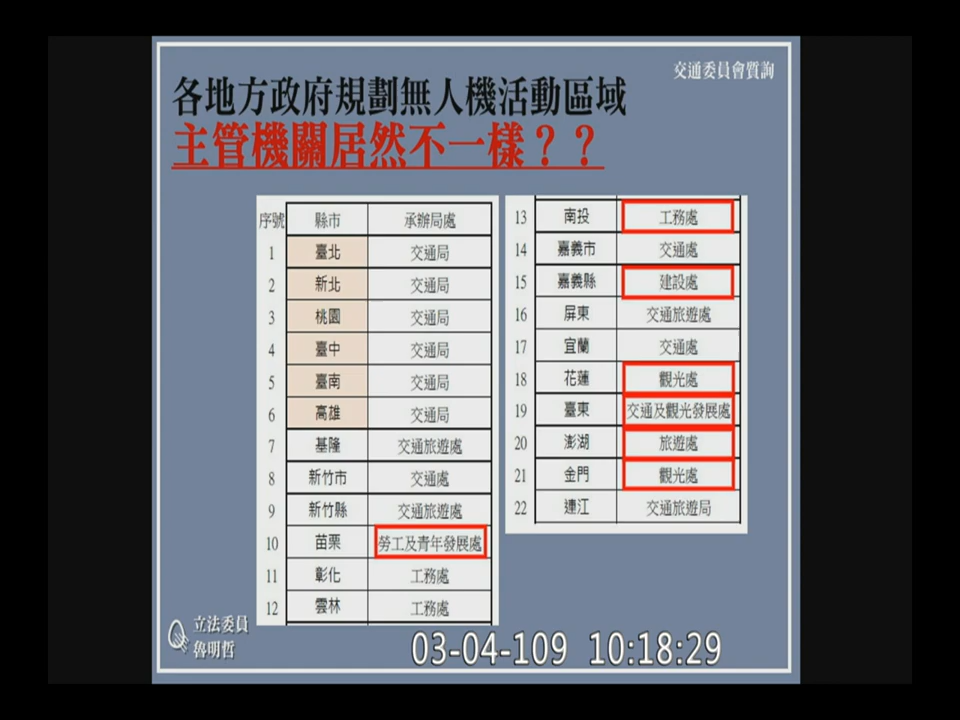 交通委員會質詢
各地方政府規劃無人機活動區域
主管機關居然不一樣？？
序號 縣市 承辦局處
1 臺北 交通局
2 新北 交通局
3 桃園 交通局
4 臺中 交通局
5 臺南 交通局
6 高雄 交通局
7 基隆 交通旅遊處
8 新竹市 交通處
9 新竹縣 交通旅遊處
10 苗栗 勞工及青年發展處
11 彰化 工務處
12 雲林 工務處
13 南投 工務處
14 嘉義市 交通處
15 嘉義縣 建設處
16 屏東 交通旅遊處
17 宜蘭 交通處
18 花蓮 觀光處
19 臺東 交通及觀光發展處
20 澎湖 旅遊處
21 金門 觀光處
22 連江 交通旅遊局
立法委員
魯明哲
03-04-109 10:18:29